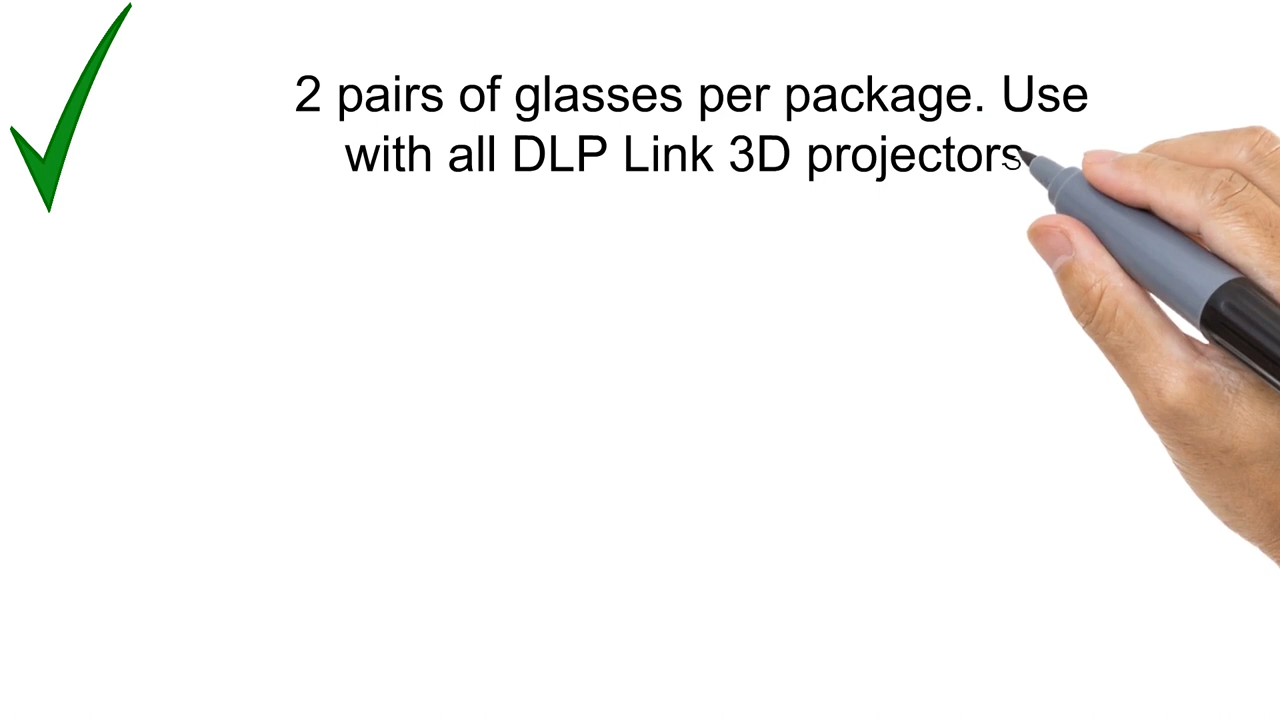 2 pairs of glasses per package. Use
with all DLP Link 3D projectors